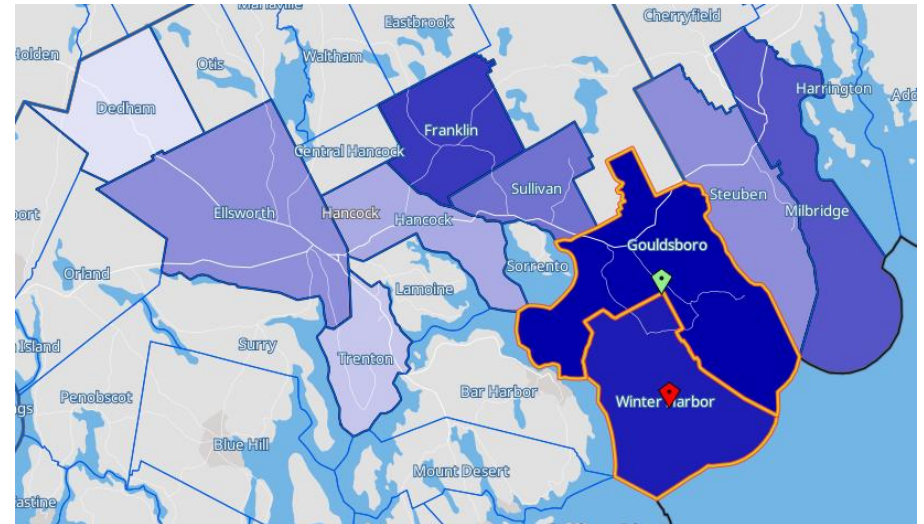 Eastbrook
Cherryfield
Holden
Otis
Waltham
Harrington
Dedham
Franklin
Central Hancock
Sullivan
Steuben
Ellsworth
Hancock
Hancock
Milbridge
Gouldsboro
Sorrento
Orland
Lamoine
Surry
Trenton
Penobscot
Bar Harbor
Winter Harbor
Blue Hill
Mount Desert